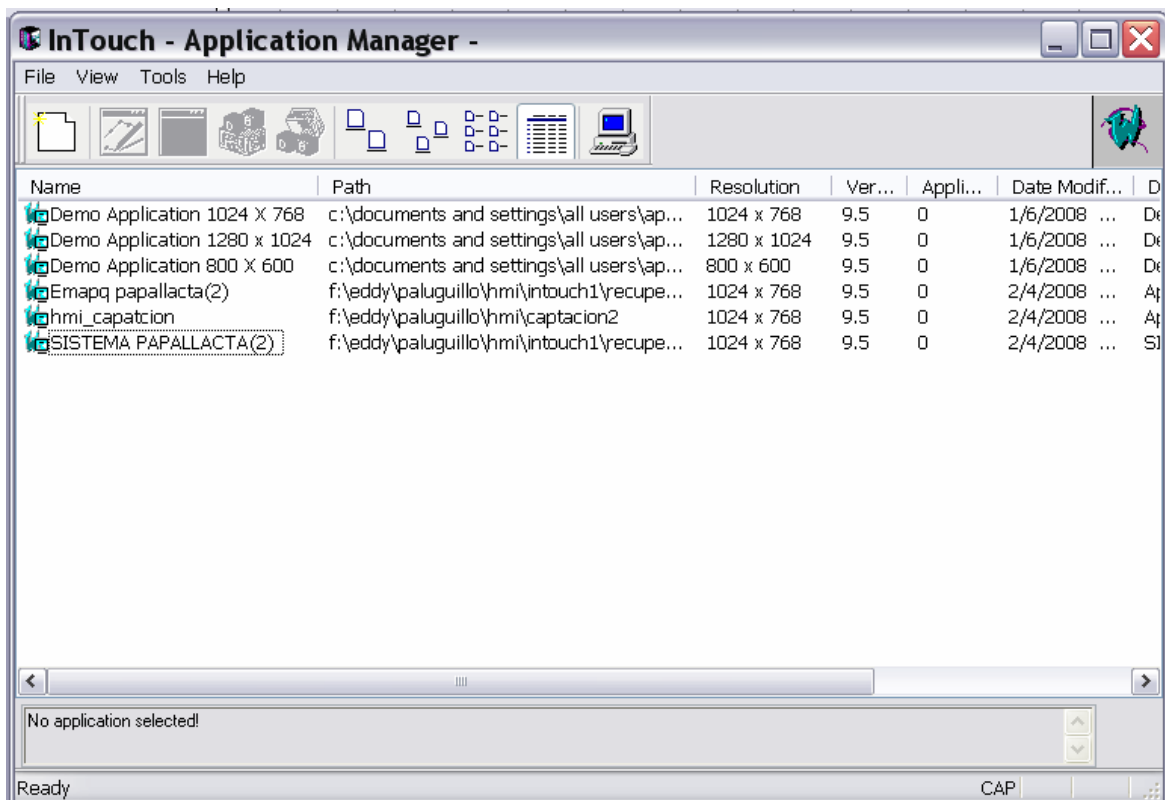 InTouch - Application Manager -
File View Tools Help
Name Path Resolution Ver... Appli... Date Modif... D
Demo Application 1024 X 768 c:\documents and settings\all users\ap... 1024 x 768 9.5 0 1/6/2008 ... De
Demo Application 1280 x 1024 c:\documents and settings\all users\ap... 1280 x 1024 9.5 0 1/6/2008 ... De
Demo Application 800 X 600 c:\documents and settings\all users\ap... 800 x 600 9.5 0 1/6/2008 ... De
Emapq papallacta(2) f:\eddy\paluguillo\hmi\intouch1\recupe... 1024 x 768 9.5 0 2/4/2008 ... Ap
hmi_capatcion f:\eddy\paluguillo\hmi\captacion2 1024 x 768 9.5 0 2/4/2008 ... Ap
SISTEMA PAPALLACTA(2) f:\eddy\paluguillo\hmi\intouch1\recupe... 1024 x 768 9.5 0 2/4/2008 ... SI
No application selected!
Ready CAP